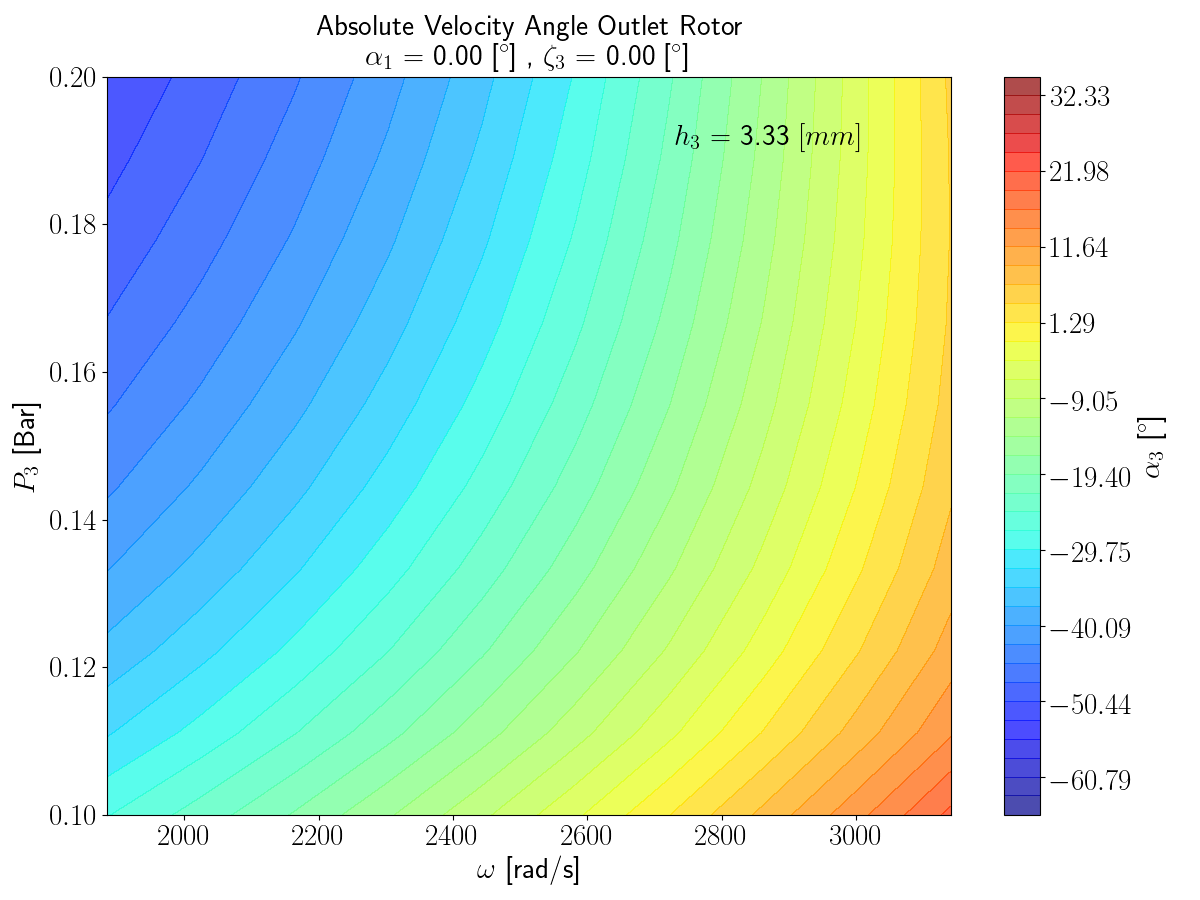 Absolute Velocity Angle Outlet Rotor
α₁ = 0.00 [°] , ζ₃ = 0.00 [°]
h₃ = 3.33 [mm]
0.20
0.18
0.16
0.14
0.12
0.10
P₃ [Bar]
2000 2200 2400 2600 2800 3000
ω [rad/s]
32.33
21.98
11.64
1.29
−9.05
−19.40
−29.75
−40.09
−50.44
−60.79
α₃ [°]